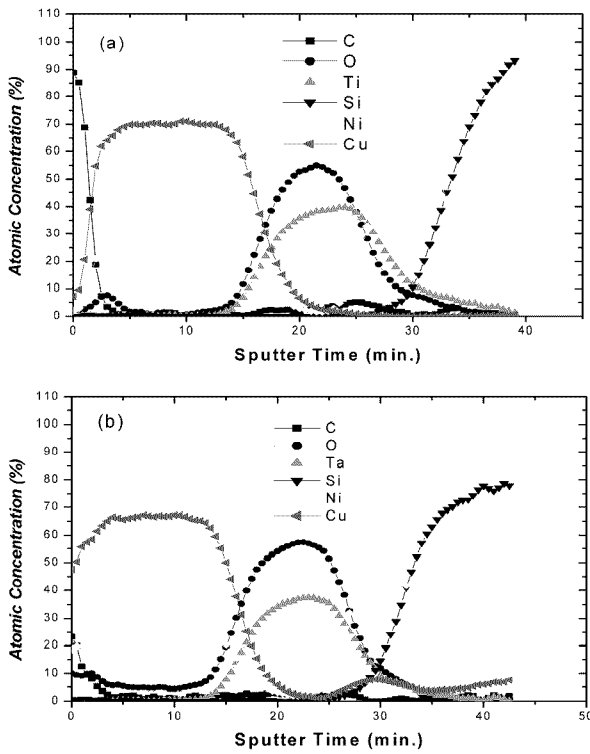 (a)
Atomic Concentration (%)
110
100
90
80
70
60
50
40
30
20
10
0
C
O
Ti
Si
Ni
Cu
0 10 20 30 40
Sputter Time (min.)
(b)
Atomic Concentration (%)
110
100
90
80
70
60
50
40
30
20
10
0
C
O
Ta
Si
Ni
Cu
0 10 20 30 40 50
Sputter Time (min.)